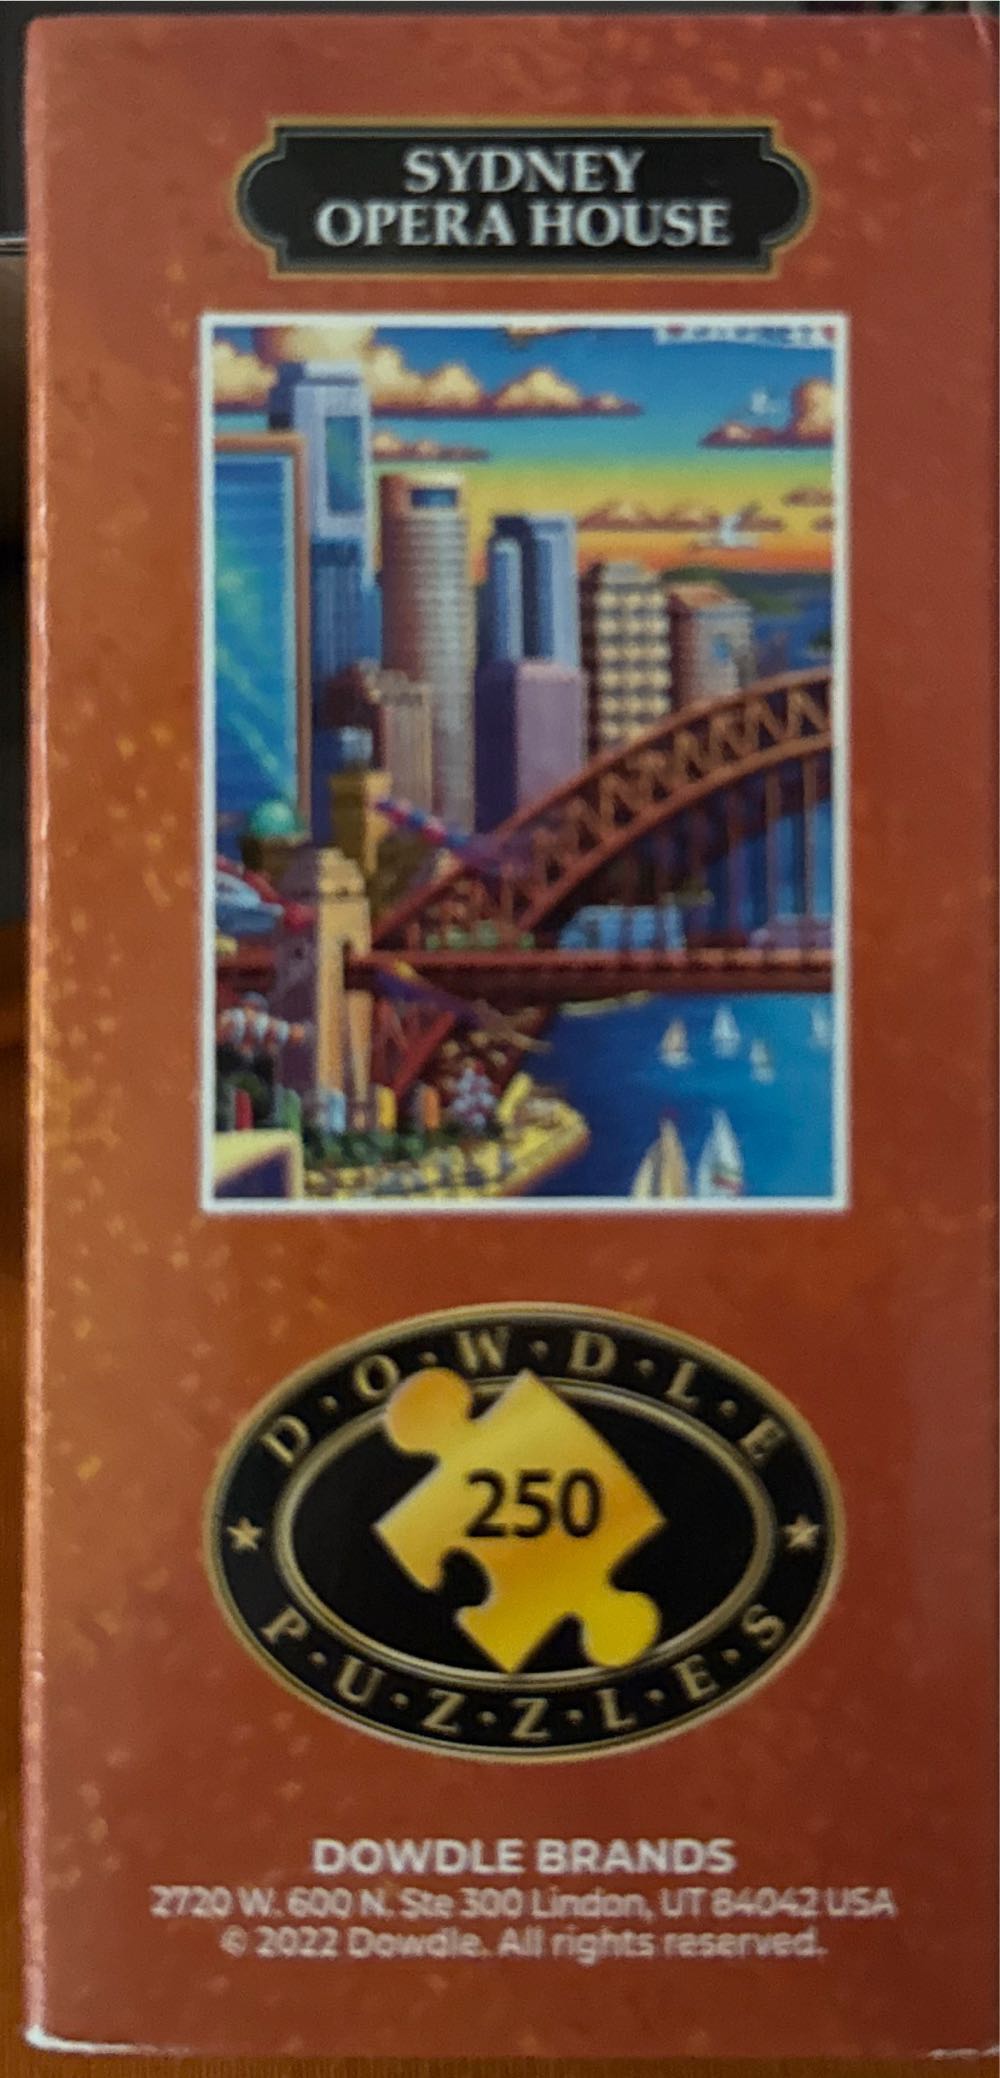 SYDNEY
OPERA HOUSE
D·O·W·D·L·E
250
P·U·Z·Z·L·E·S
DOWDLE BRANDS
2720 W. 600 N. Ste 300 Lindon, UT 84042 USA
© 2022 Dowdle. All rights reserved.